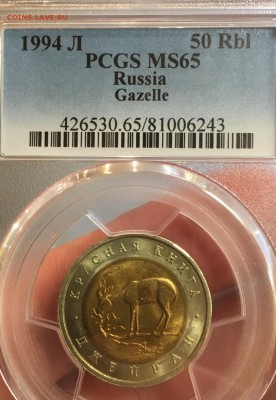 COINS.LAVE.RU
1994 Л 50 Rbl
PCGS MS65
Russia
Gazelle
426530.65/81006243
КРАСНАЯ КНИГА
ДЖЕЙРАН